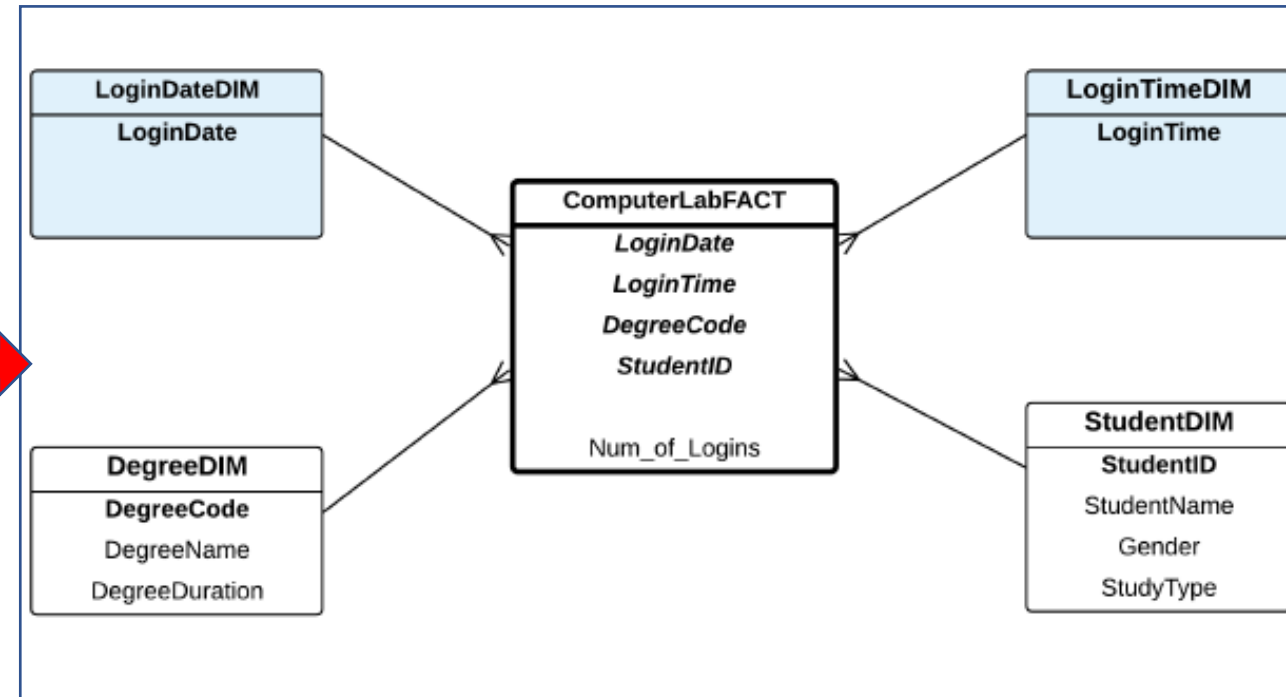 LoginDateDIM
LoginDate
LoginTimeDIM
LoginTime
ComputerLabFACT
LoginDate
LoginTime
DegreeCode
StudentID
Num_of_Logins
DegreeDIM
DegreeCode
DegreeName
DegreeDuration
StudentDIM
StudentID
StudentName
Gender
StudyType